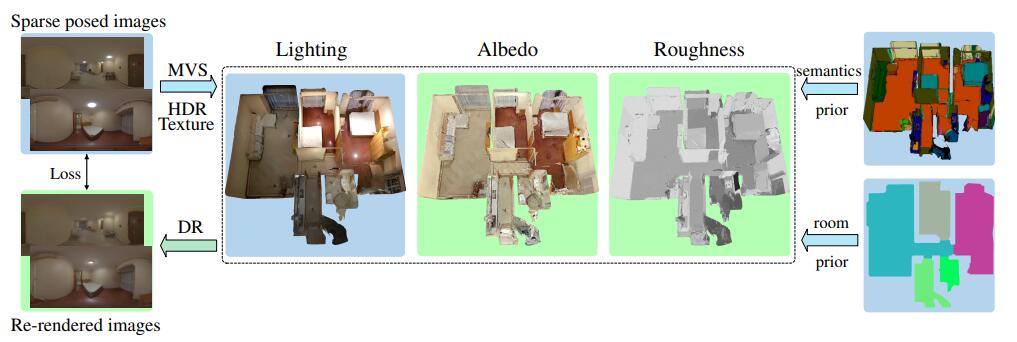 Sparse posed images
Lighting
Albedo
Roughness
MVS
HDR
Texture
semantics
prior
Loss
DR
room
prior
Re-rendered images